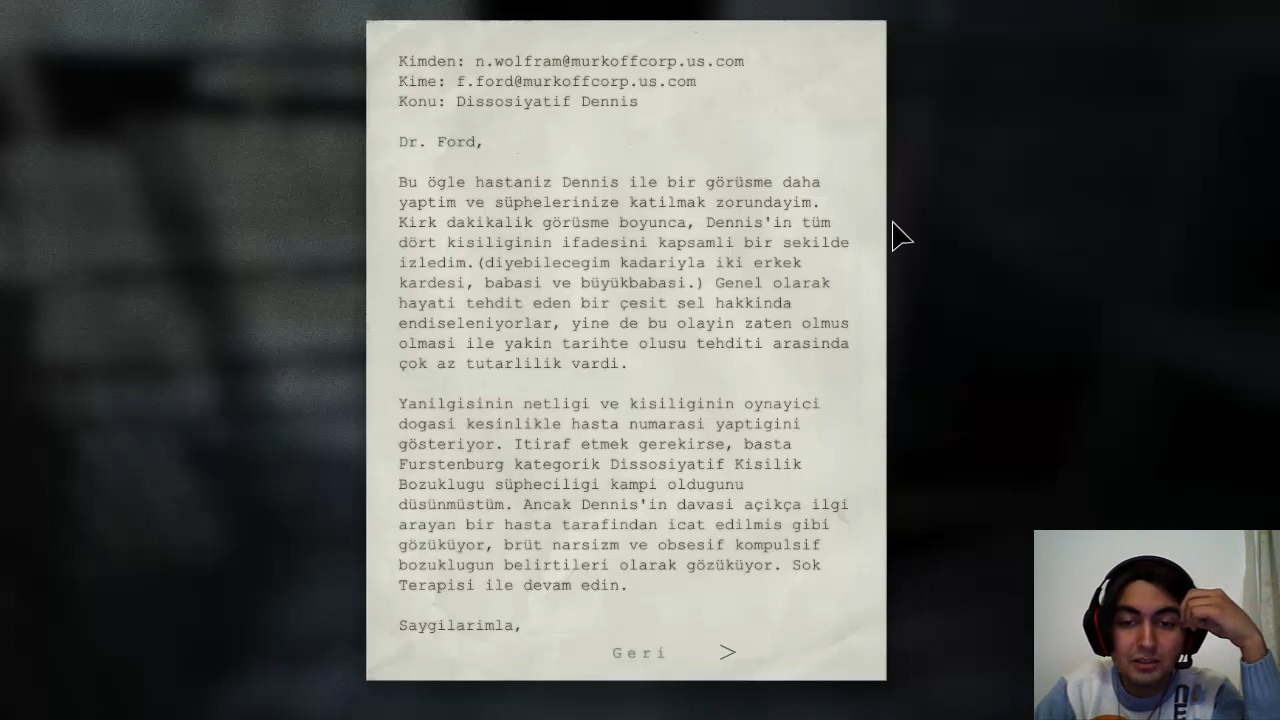 Kimden: n.wolfram@murkoffcorp.us.com
Kime: f.ford@murkoffcorp.us.com
Konu: Dissosiyatif Dennis
Dr. Ford,
Bu ögle hastaniz Dennis ile bir görüsme daha
yaptim ve süphelerinize katilmak zorundayim.
Kirk dakikalik görüsme boyunca, Dennis'in tüm
dört kisiliginin ifadesini kapsamli bir sekilde
izledim.(diyebilecegim kadariyla iki erkek
kardesi, babasi ve büyükbabasi.) Genel olarak
hayati tehdit eden bir çesit sel hakkinda
endiseleniyorlar, yine de bu olayin zaten olmus
olmasi ile yakin tarihte olusu tehditi arasinda
çok az tutarlilik vardi.
Yanilgisinin netligi ve kisiliginin oynayici
dogasi kesinlikle hasta numarasi yaptigini
gösteriyor. Itiraf etmek gerekirse, basta
Furstenburg kategorik Dissosiyatif Kisilik
Bozuklugu süpheciligi kampi oldugunu
düsünmüstüm. Ancak Dennis'in davasi açikça ilgi
arayan bir hasta tarafindan icat edilmis gibi
gözüküyor, brüt narsizm ve obsesif kompulsif
bozuklugun belirtileri olarak gözüküyor. Sok
Terapisi ile devam edin.
Saygilarimla,
Geri >